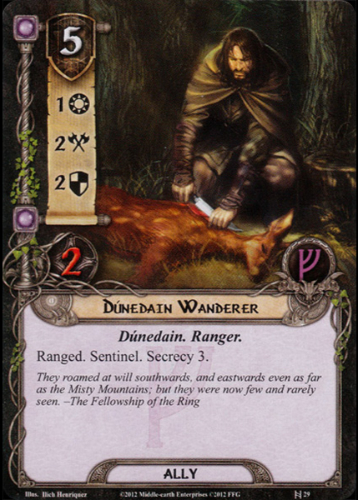 5
1
2
2
2
DÚNEDAIN WANDERER
Dúnedain. Ranger.
Ranged. Sentinel. Secrecy 3.
They roamed at will southwards, and eastwards even as far
as the Misty Mountains; but they were now few and rarely
seen. –The Fellowship of the Ring
ALLY
Illus. Ilich Henriquez ©2012 Middle-earth Enterprises ©2012 FFG 29